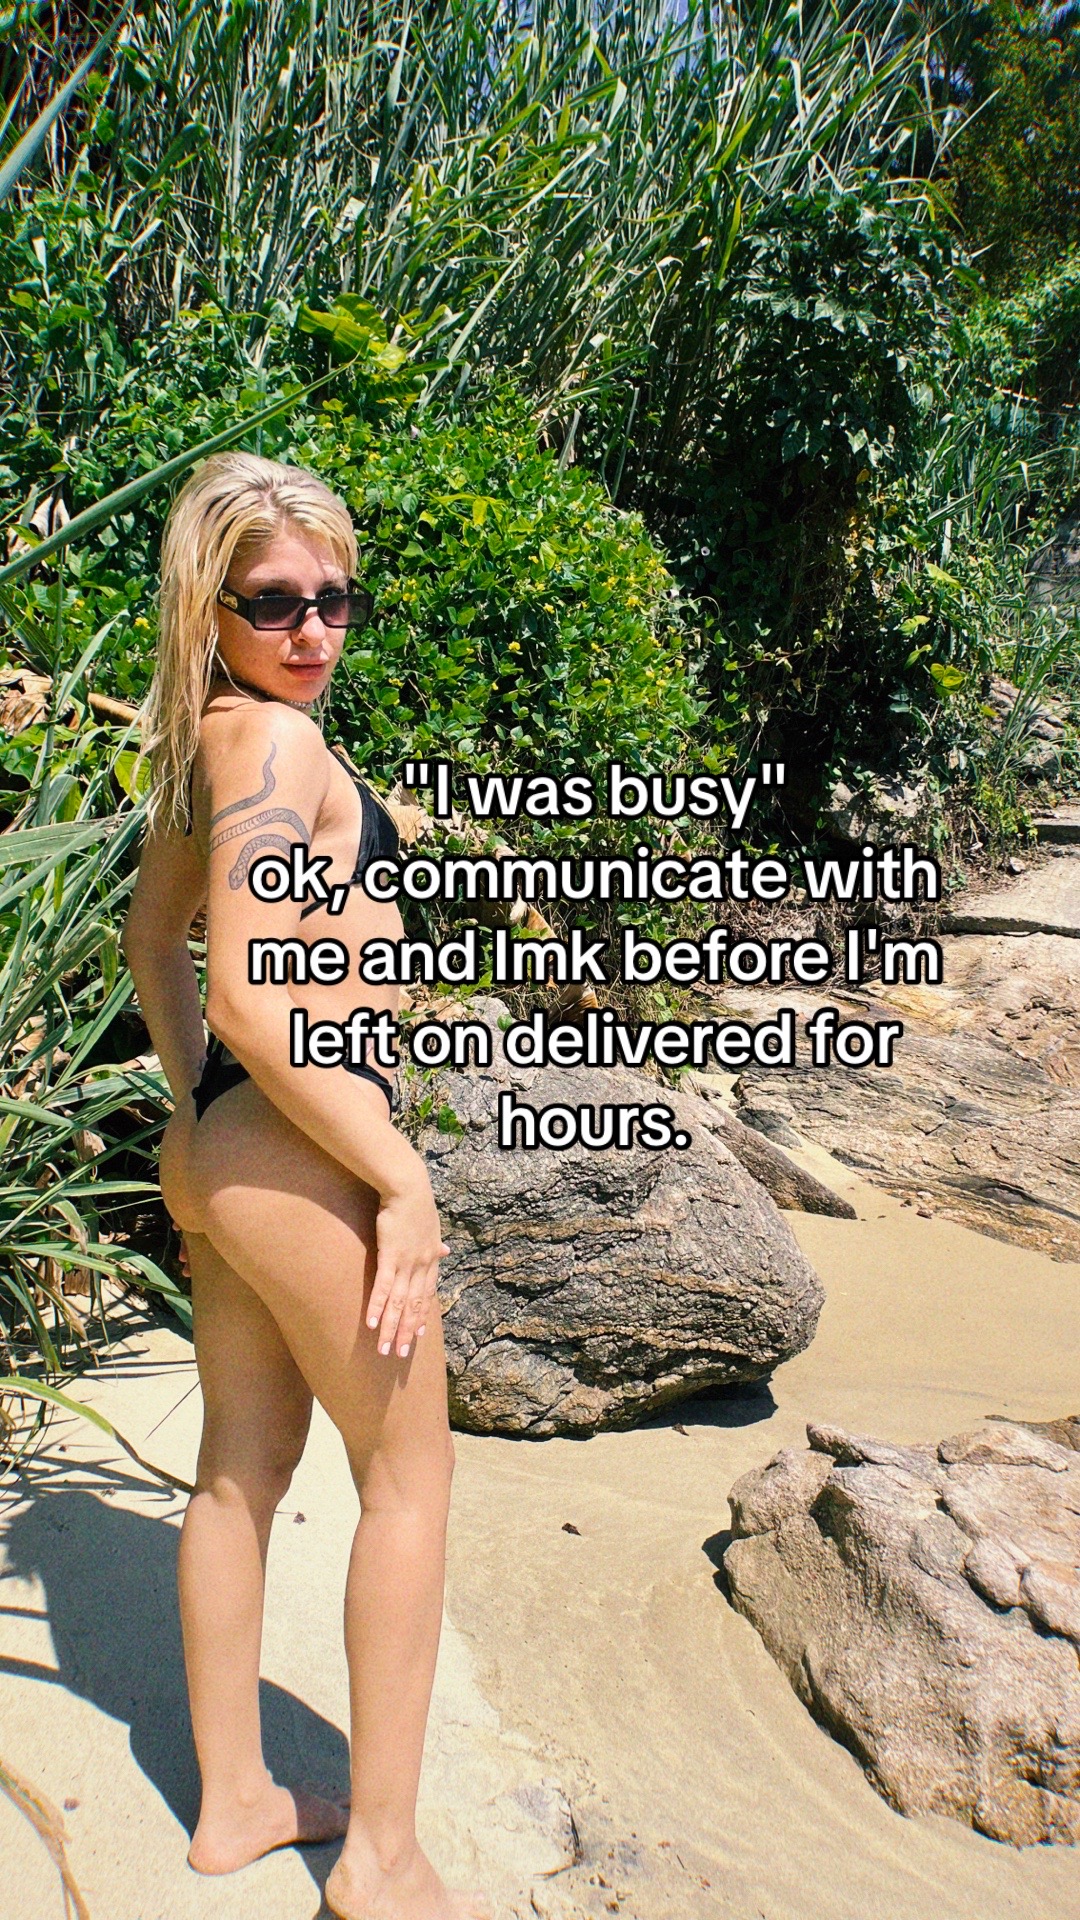 "I was busy"
ok, communicate with
me and lmk before I'm
left on delivered for
hours.